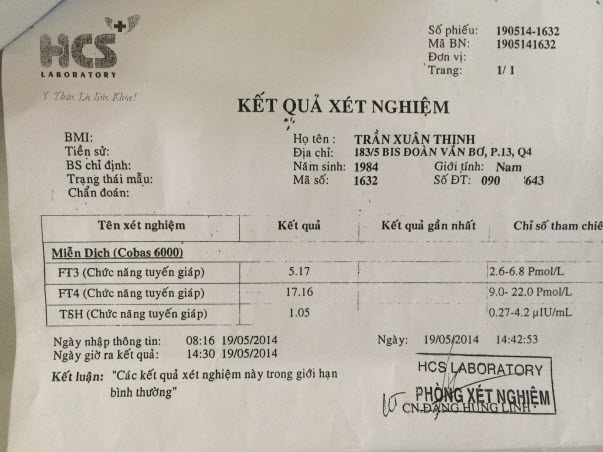 HCS
LABORATORY
Ý Thức Là Sức Khỏe!
Số phiếu: 190514-1632
Mã BN: 1905141632
Đơn vị:
Trang: 1/ 1
KẾT QUẢ XÉT NGHIỆM
BMI:
Tiền sử:
BS chỉ định:
Trạng thái mẫu:
Chẩn đoán:
Họ tên : TRẦN XUÂN THỊNH
Địa chỉ: 183/5 BIS ĐOÀN VĂN BƠ, P.13, Q4
Năm sinh: 1984 Giới tính: Nam
Mã số: 1632 Số ĐT: 090 643
Tên xét nghiệm Kết quả Kết quả gần nhất Chỉ số tham chiế
Miễn Dịch (Cobas 6000)
FT3 (Chức năng tuyến giáp) 5.17 2.6-6.8 Pmol/L
FT4 (Chức năng tuyến giáp) 17.16 9.0- 22.0 Pmol/L
TSH (Chức năng tuyến giáp) 1.05 0.27-4.2 µIU/mL
Ngày nhập thông tin: 08:16 19/05/2014 Ngày: 19/05/2014 14:42:53
Ngày giờ ra kết quả: 14:30 19/05/2014
Kết luận: "Các kết quả xét nghiệm này trong giới hạn
bình thường"
HCS LABORATORY
PHÒNG XÉT NGHIỆM
CN.ĐẶNG HÙNG LINH